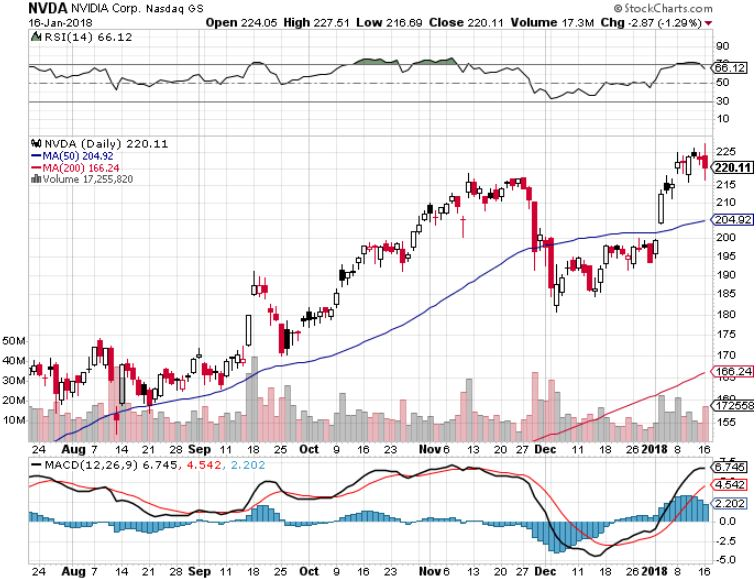 NVDA NVIDIA Corp. Nasdaq GS © StockCharts.com
16-Jan-2018 Open 224.05 High 227.51 Low 216.69 Close 220.11 Volume 17.3M Chg -2.87 (-1.29%)
RSI(14) 66.12
90
70
66.12
50
30
10
NVDA (Daily) 220.11
MA(50) 204.92
MA(200) 166.24
Volume 17,255,820
225
220.11
215
210
204.92
200
195
190
185
180
175
50M 170
40M 166.24
30M 160
20M 172558
10M 155
24 Aug 7 14 21 28 Sep 11 18 25 Oct 9 16 23 Nov 6 13 20 27 Dec 11 18 26 2018 8 16
MACD(12,26,9) 6.745, 4.542, 2.202
7.5
6.745
4.542
2.202
0.0
-2.5
-5.0
24 Aug 7 14 21 28 Sep 11 18 25 Oct 9 16 23 Nov 6 13 20 27 Dec 11 18 26 2018 8 16